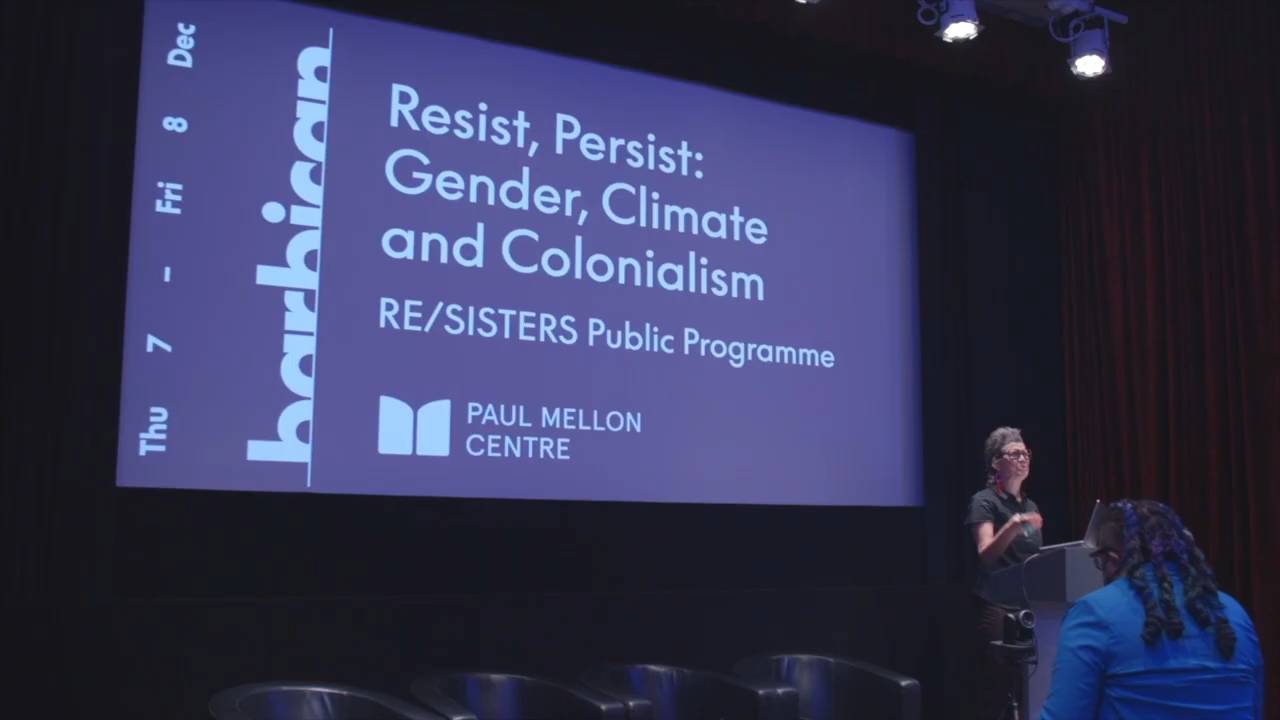 Thu 7 – Fri 8 Dec
barbican
Resist, Persist:
Gender, Climate
and Colonialism
RE/SISTERS Public Programme
PAUL MELLON
CENTRE